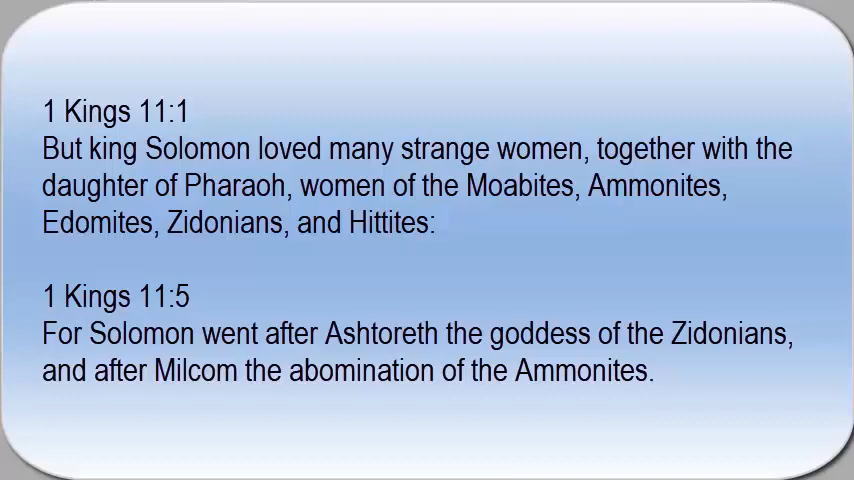 1 Kings 11:1
But king Solomon loved many strange women, together with the
daughter of Pharaoh, women of the Moabites, Ammonites,
Edomites, Zidonians, and Hittites:
1 Kings 11:5
For Solomon went after Ashtoreth the goddess of the Zidonians,
and after Milcom the abomination of the Ammonites.